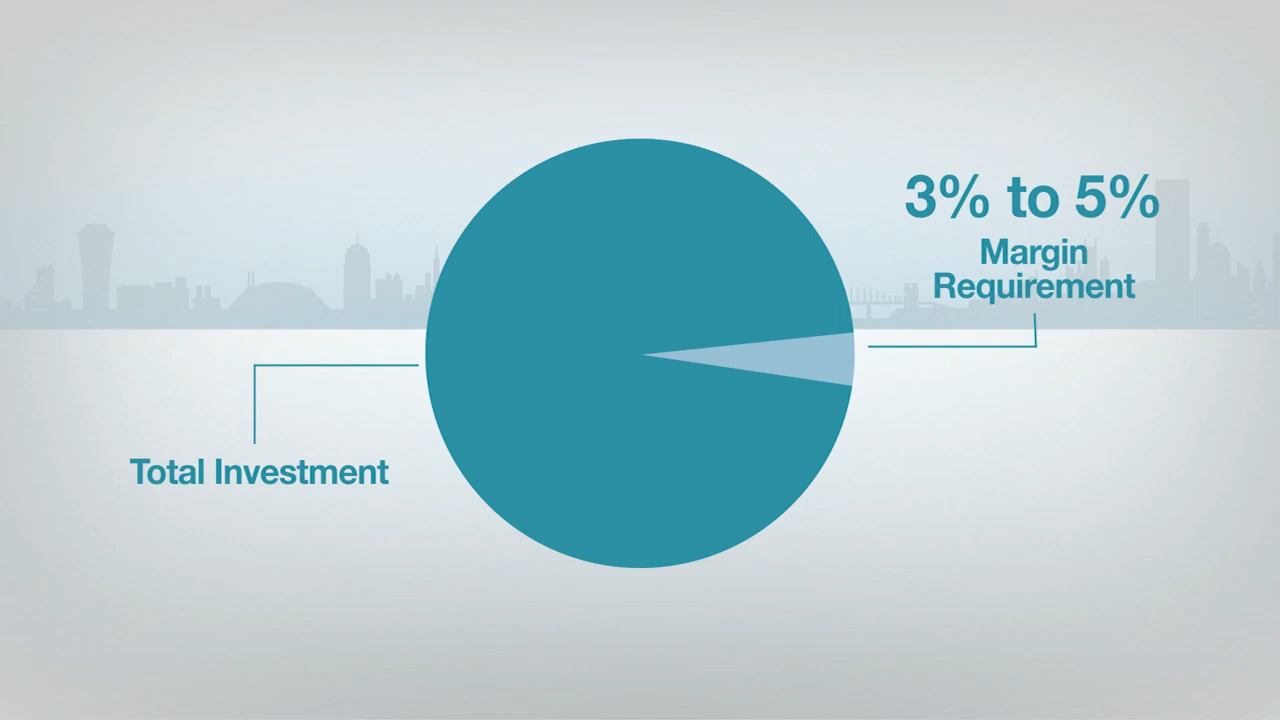 3% to 5%
Margin
Requirement
Total Investment